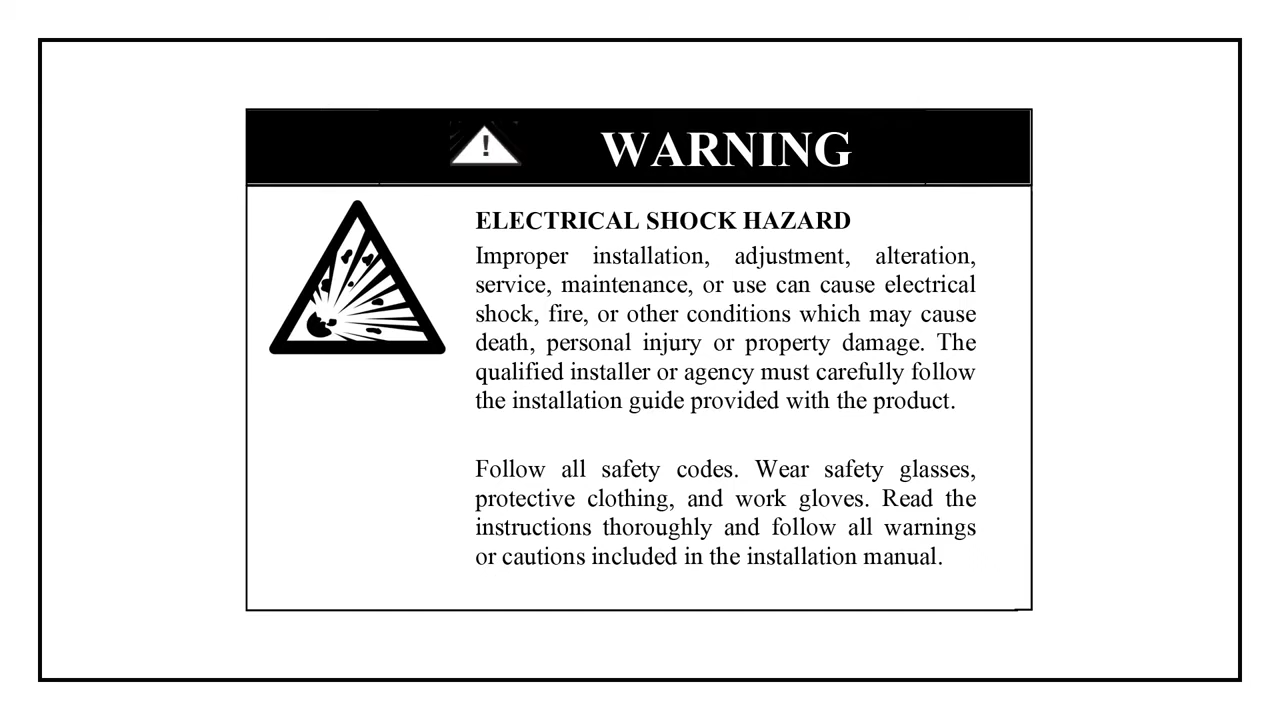 WARNING
ELECTRICAL SHOCK HAZARD
Improper installation, adjustment, alteration,
service, maintenance, or use can cause electrical
shock, fire, or other conditions which may cause
death, personal injury or property damage. The
qualified installer or agency must carefully follow
the installation guide provided with the product.
Follow all safety codes. Wear safety glasses,
protective clothing, and work gloves. Read the
instructions thoroughly and follow all warnings
or cautions included in the installation manual.